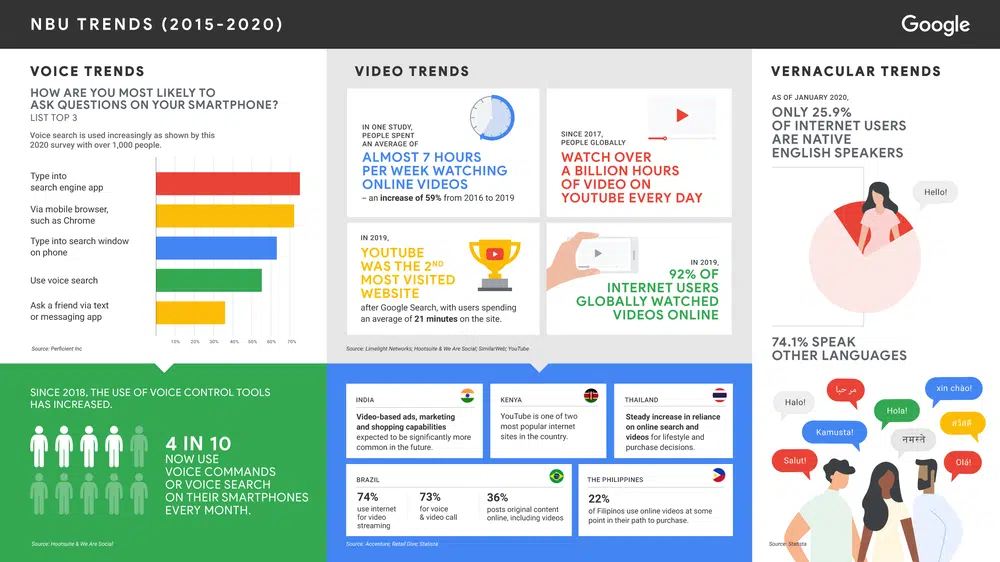 NBU TRENDS (2015-2020)
Google
VOICE TRENDS
HOW ARE YOU MOST LIKELY TO
ASK QUESTIONS ON YOUR SMARTPHONE?
LIST TOP 3
Voice search is used increasingly as shown by this
2020 survey with over 1,000 people.
Type into
search engine app
Via mobile browser,
such as Chrome
Type into search window
on phone
Use voice search
Ask a friend via text
or messaging app
10% 20% 30% 40% 50% 60% 70%
Source: Perficient Inc
SINCE 2018, THE USE OF VOICE CONTROL TOOLS
HAS INCREASED.
4 IN 10
NOW USE
VOICE COMMANDS
OR VOICE SEARCH
ON THEIR SMARTPHONES
EVERY MONTH.
Source: Hootsuite & We Are Social
VIDEO TRENDS
IN ONE STUDY,
PEOPLE SPENT
AN AVERAGE OF
ALMOST 7 HOURS
PER WEEK WATCHING
ONLINE VIDEOS
– an increase of 59% from 2016 to 2019
SINCE 2017,
PEOPLE GLOBALLY
WATCH OVER
A BILLION HOURS
OF VIDEO ON
YOUTUBE EVERY DAY
IN 2019,
YOUTUBE
WAS THE 2ND
MOST VISITED
WEBSITE
after Google Search, with users spending
an average of 21 minutes on the site.
IN 2019,
92% OF
INTERNET USERS
GLOBALLY WATCHED
VIDEOS ONLINE
Source: Limelight Networks; Hootsuite & We Are Social; SimilarWeb; YouTube
INDIA
Video-based ads, marketing
and shopping capabilities
expected to be significantly more
common in the future.
KENYA
YouTube is one of two
most popular internet
sites in the country.
THAILAND
Steady increase in reliance
on online search and
videos for lifestyle and
purchase decisions.
BRAZIL
74%
use internet
for video
streaming
73%
for voice
& video call
36%
posts original content
online, including videos
THE PHILIPPINES
22%
of Filipinos use online videos at some
point in their path to purchase.
Source: Accenture; Retail Dive; Statista
VERNACULAR TRENDS
AS OF JANUARY 2020,
ONLY 25.9%
OF INTERNET USERS
ARE NATIVE
ENGLISH SPEAKERS
Hello!
74.1% SPEAK
OTHER LANGUAGES
مرحبا
xin chào!
Halo!
Hola!
Kamusta!
नमस्ते
Salut!
Olá!
Source: Statista